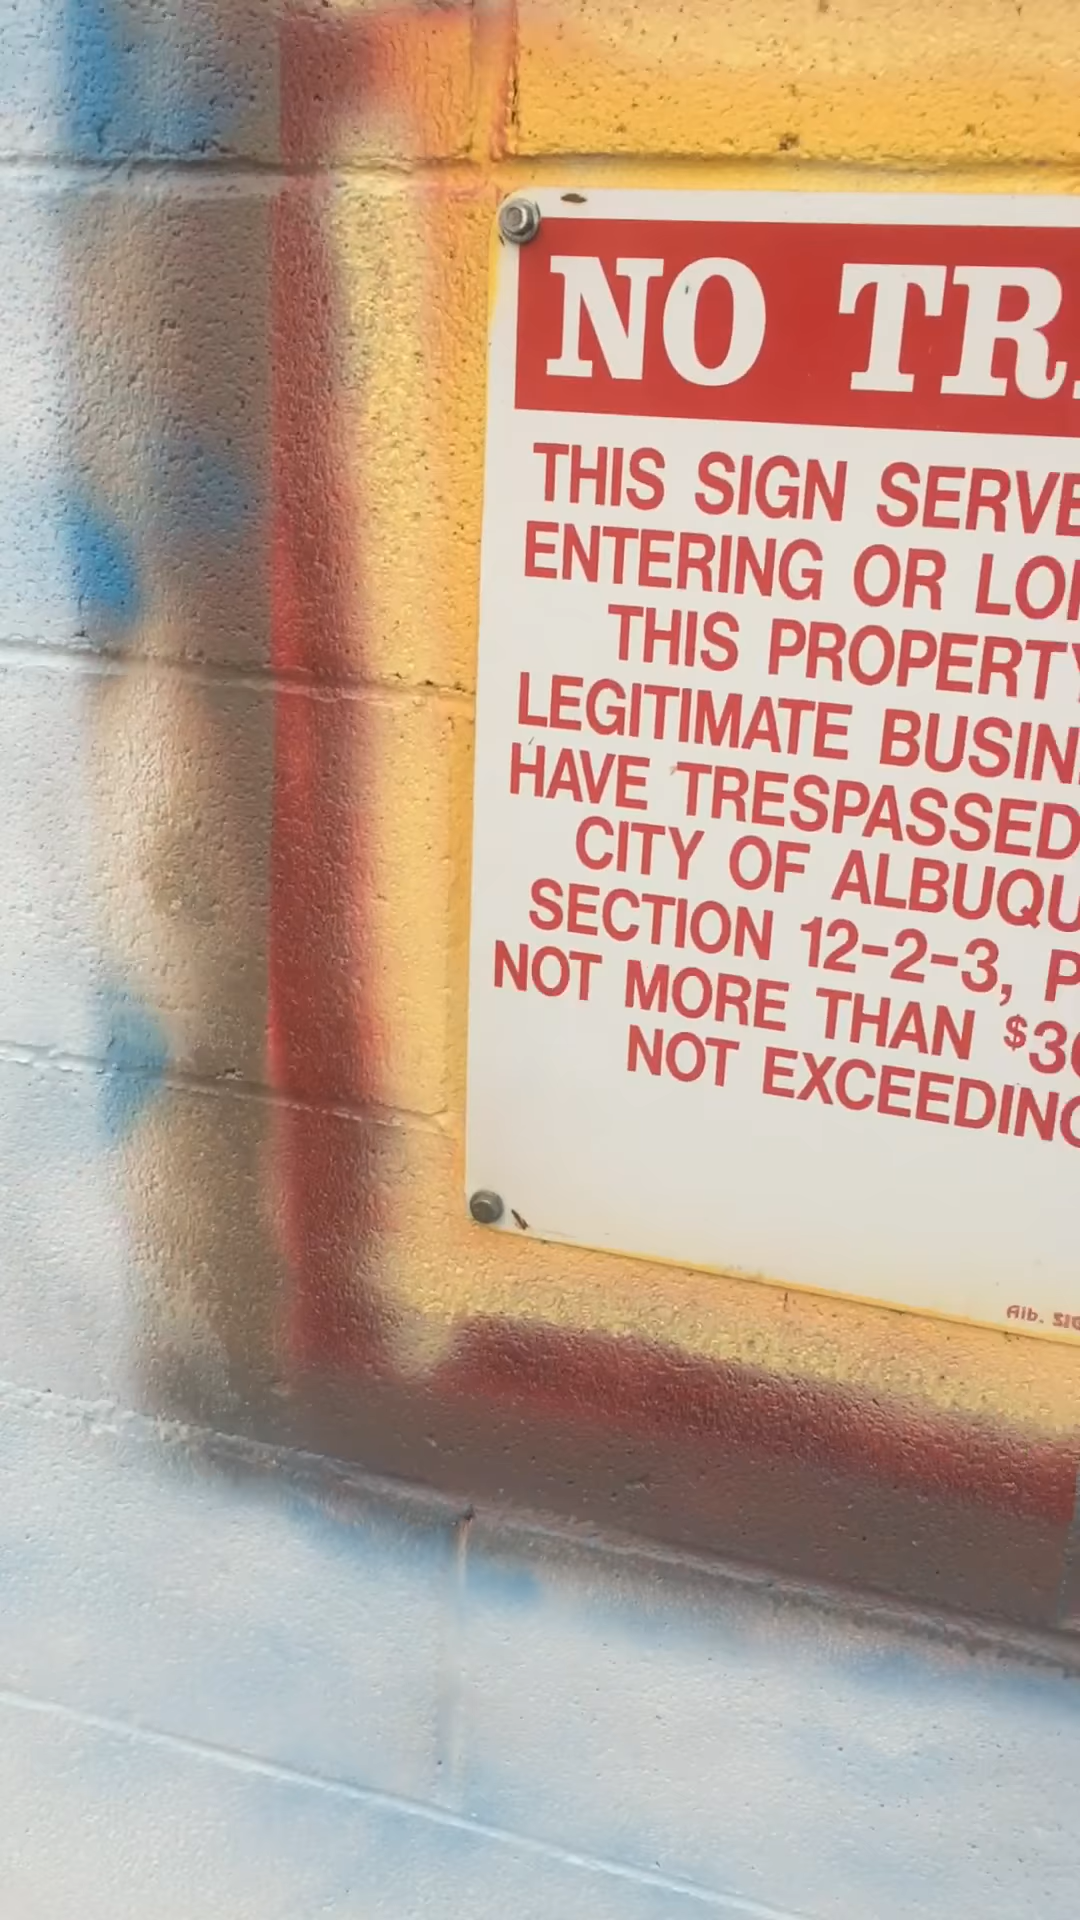 NO TR
THIS SIGN SERVE
ENTERING OR LOI
THIS PROPERTY
LEGITIMATE BUSIN
HAVE TRESPASSED
CITY OF ALBUQU
SECTION 12-2-3, P
NOT MORE THAN $30
NOT EXCEEDING
Alb. SIG